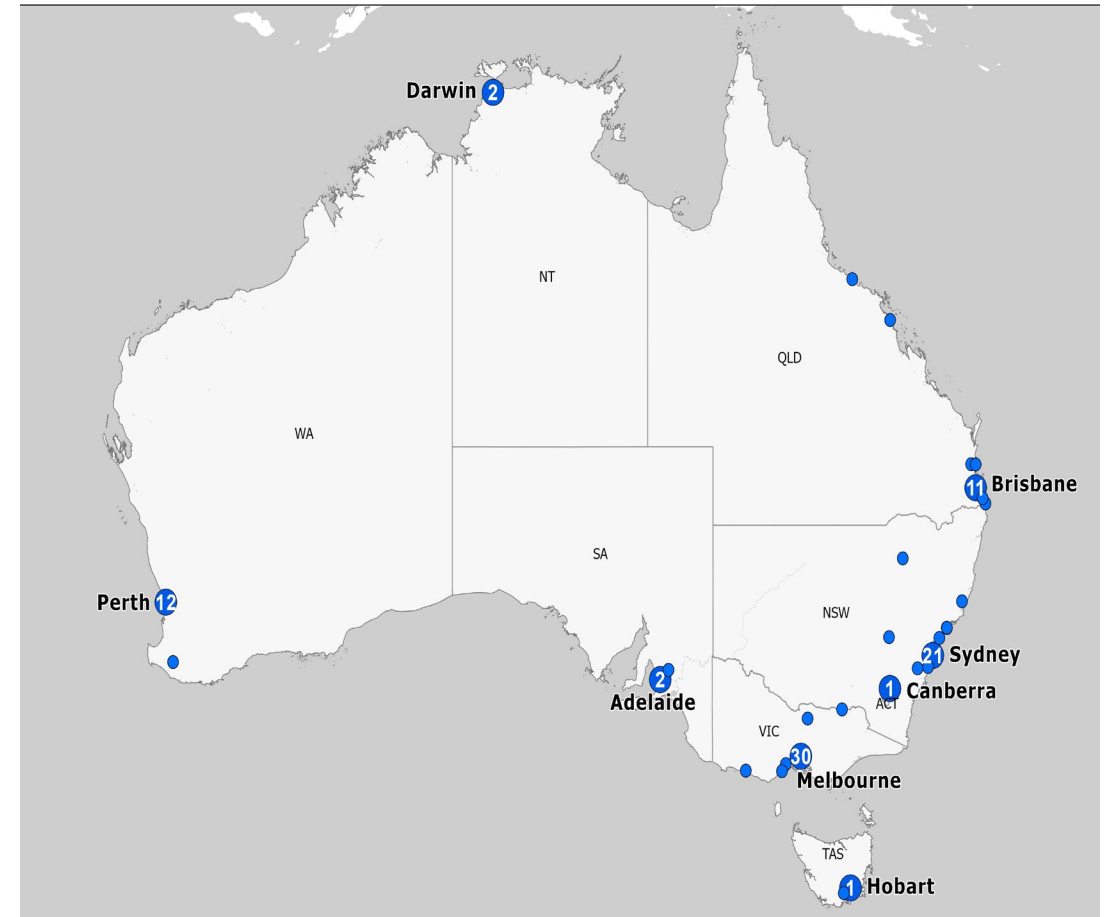 Darwin 2
NT
QLD
WA
11 Brisbane
SA
Perth 12
NSW
21 Sydney
2
Adelaide
1 Canberra
ACT
VIC
30
Melbourne
TAS
1 Hobart